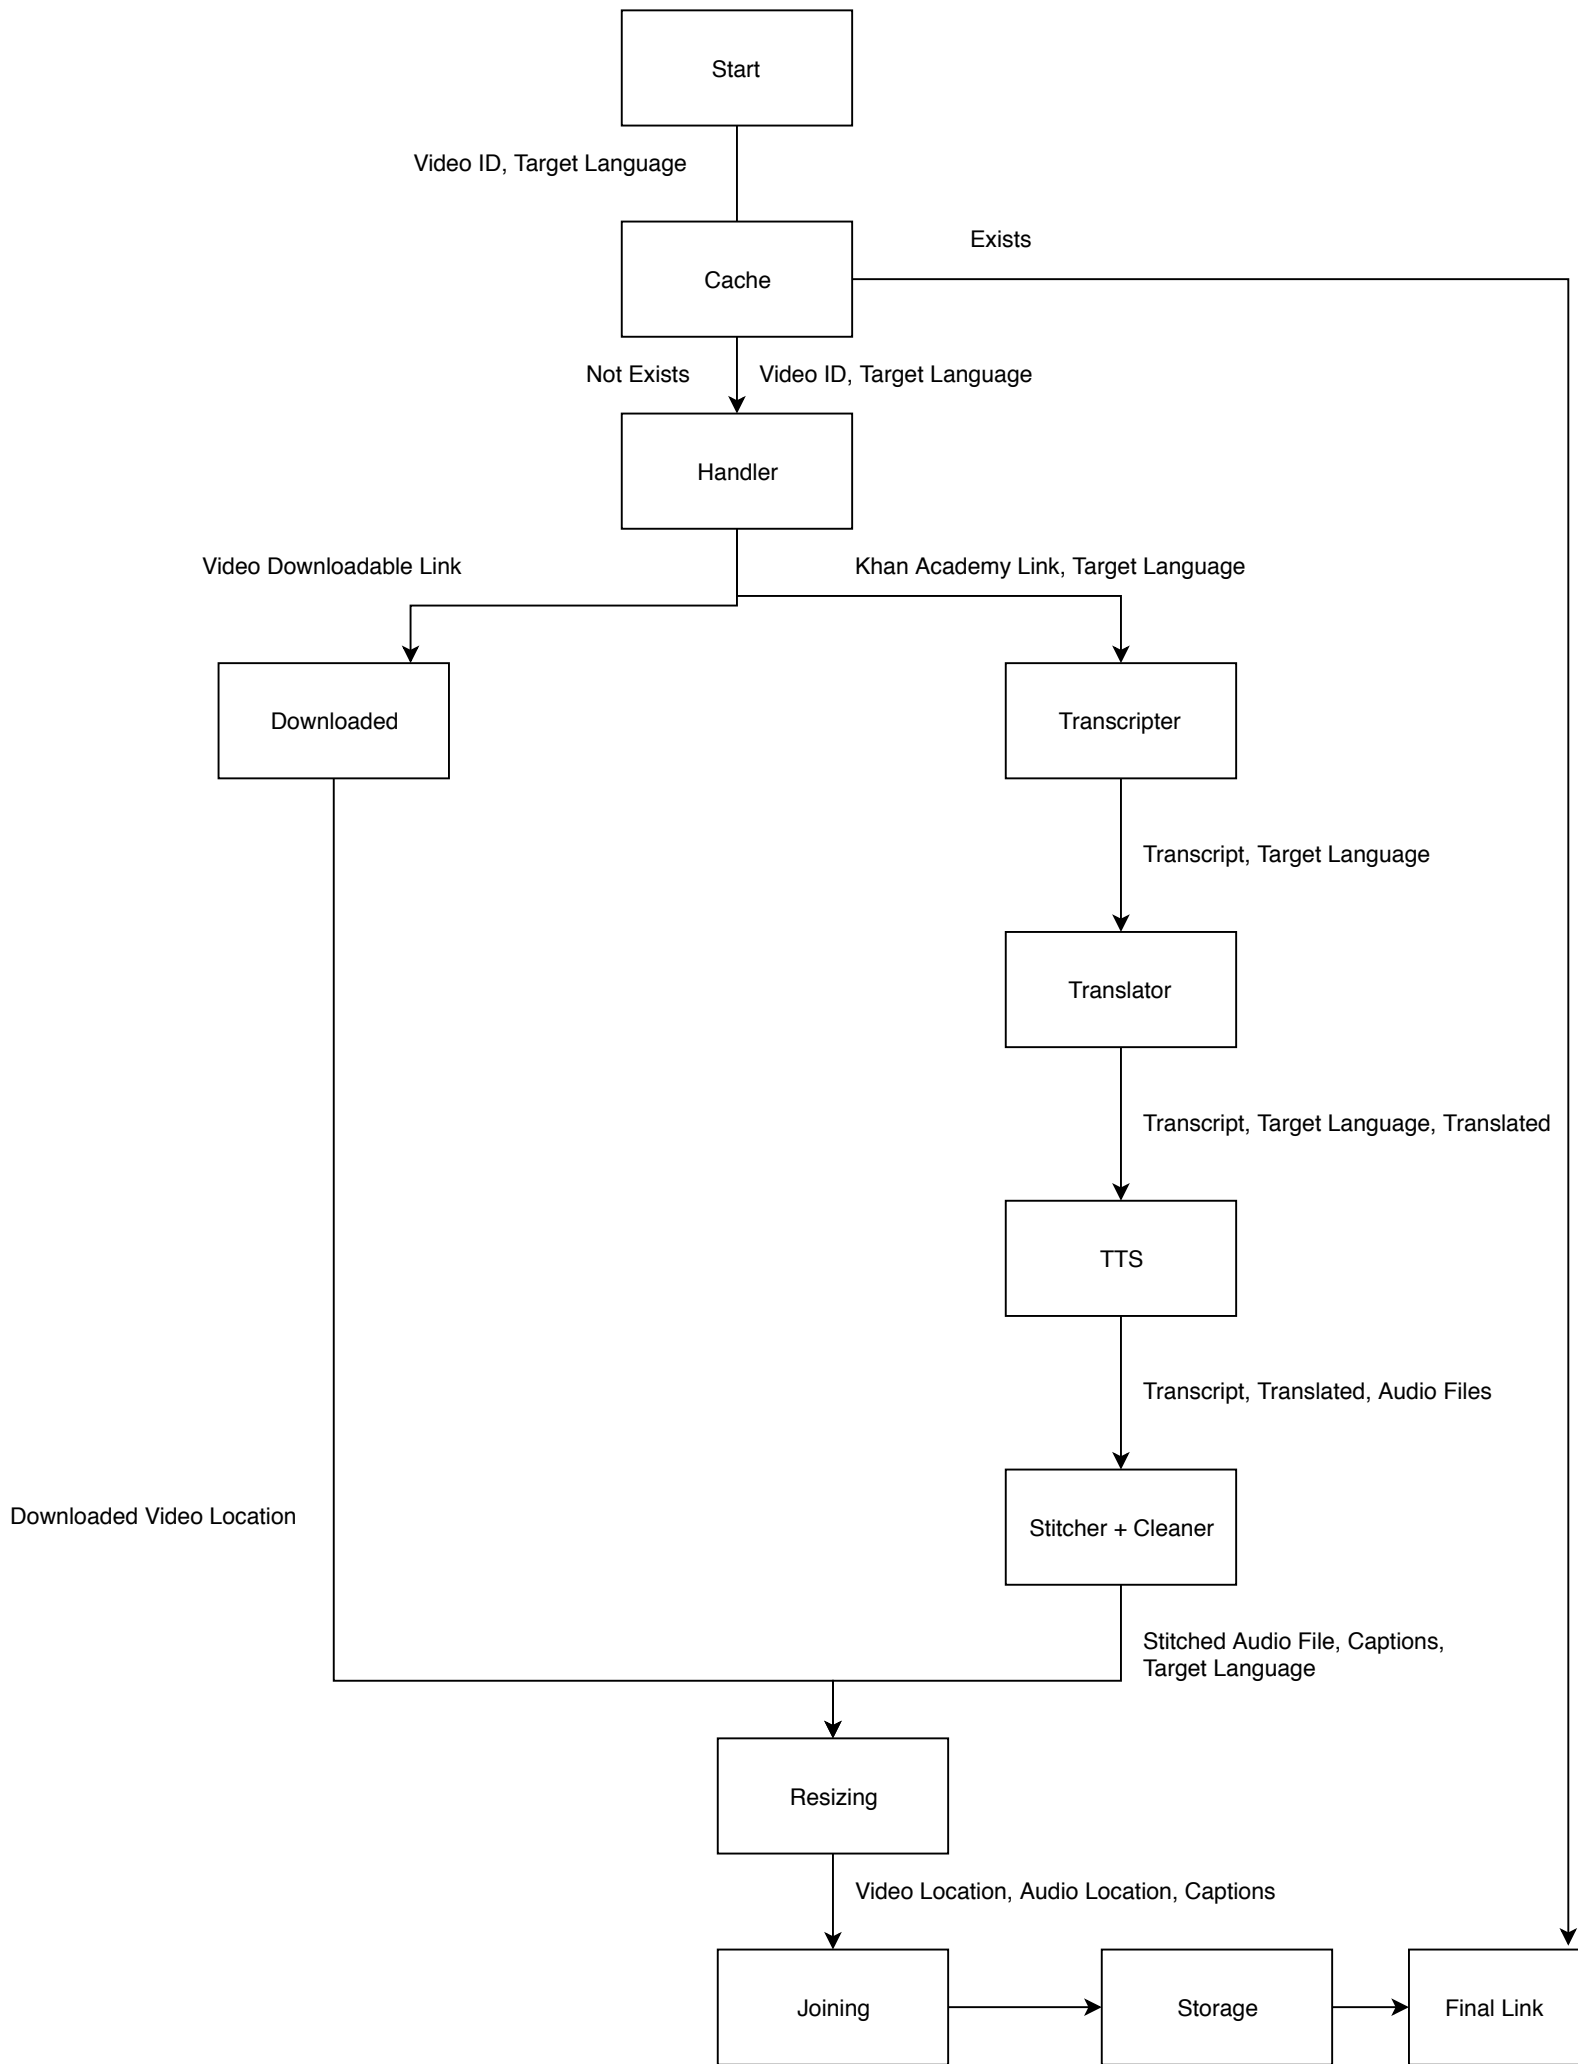 Start
Video ID, Target Language
Exists
Cache
Not Exists
Video ID, Target Language
Handler
Video Downloadable Link
Khan Academy Link, Target Language
Downloaded
Transcripter
Transcript, Target Language
Translator
Transcript, Target Language, Translated
TTS
Transcript, Translated, Audio Files
Downloaded Video Location
Stitcher + Cleaner
Stitched Audio File, Captions,
Target Language
Resizing
Video Location, Audio Location, Captions
Joining
Storage
Final Link